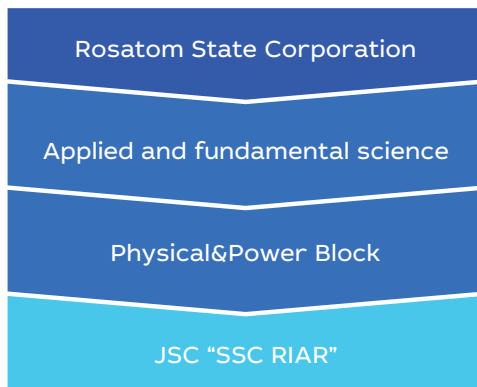 Rosatom State Corporation
Applied and fundamental science
Physical&Power Block
JSC “SSC RIAR”